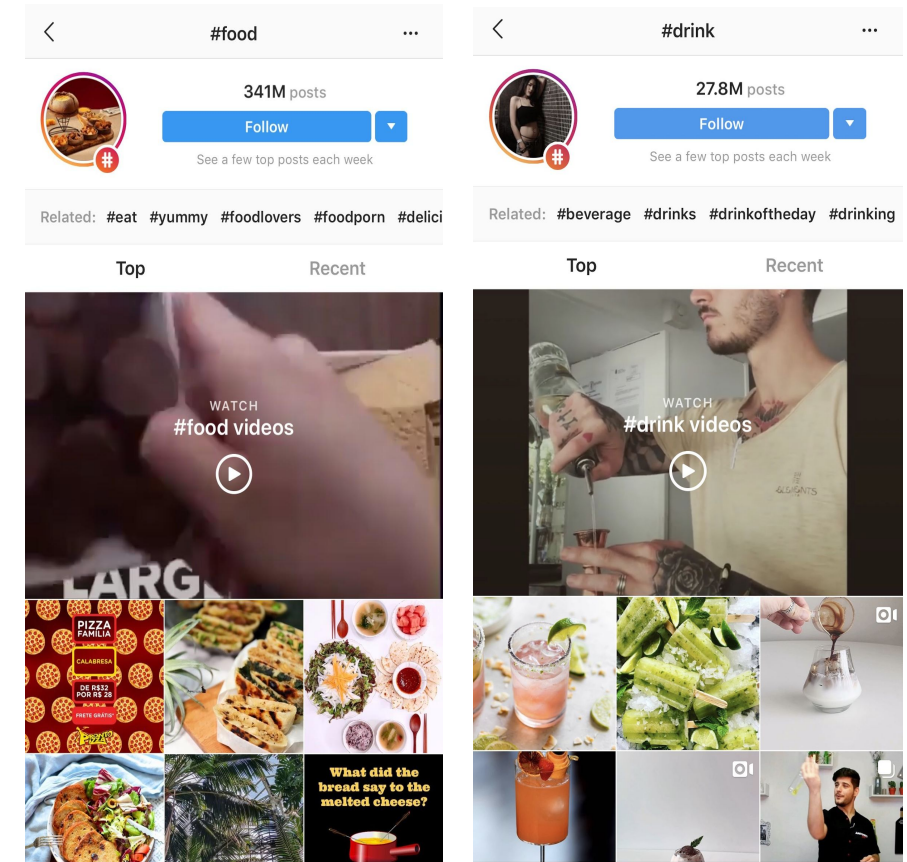 #food
341M posts
Follow
See a few top posts each week
Related: #eat #yummy #foodlovers #foodporn #delici
Top Recent
WATCH
#food videos
LARG
PIZZA
FAMÍLIA
CALABRESA
DE R$32
POR R$ 28
FRETE GRÁTIS*
What did the
bread say to the
melted cheese?
#drink
27.8M posts
Follow
See a few top posts each week
Related: #beverage #drinks #drinkoftheday #drinking
Top Recent
WATCH
#drink videos